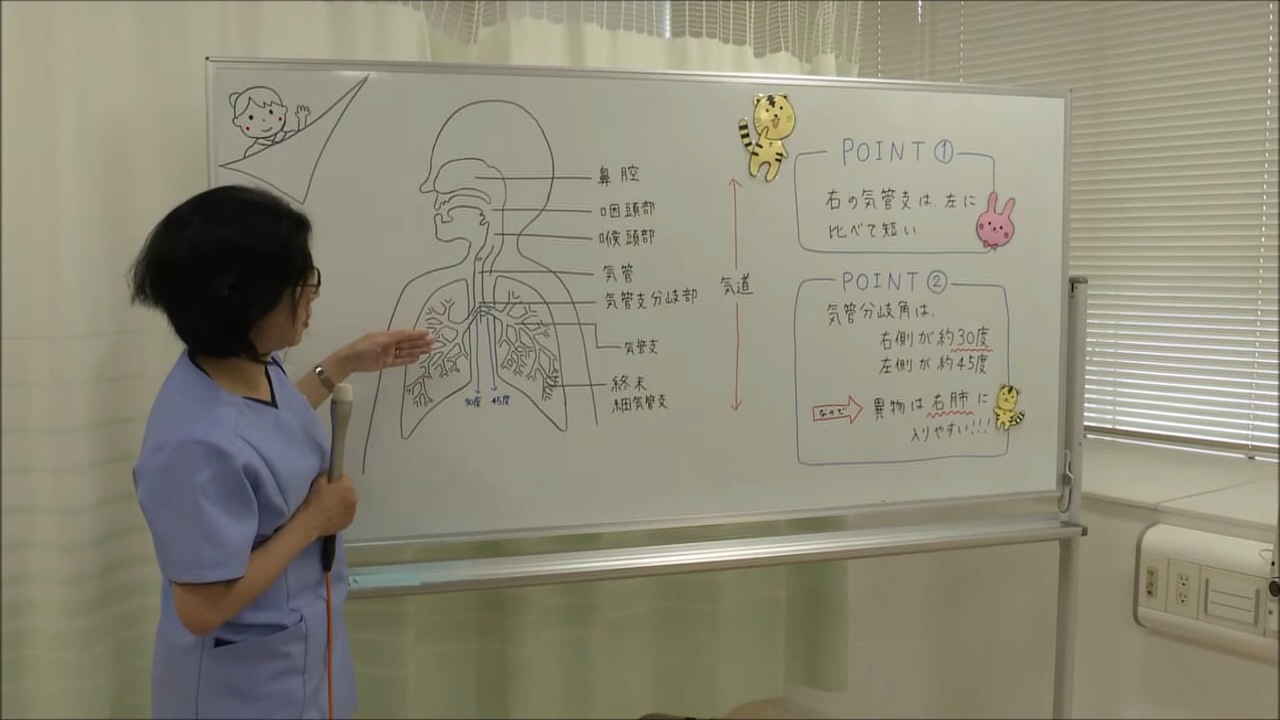 鼻腔
咽頭部
喉頭部
気管
気管支分岐部
気管支
終末
細気管支
30度 45度
気道
POINT ①
右の気管支は、左に
比べて短い
POINT ②
気管分岐角は、
右側が約30度
左側が約45度
なので
異物は右肺に
入りやすい!!!